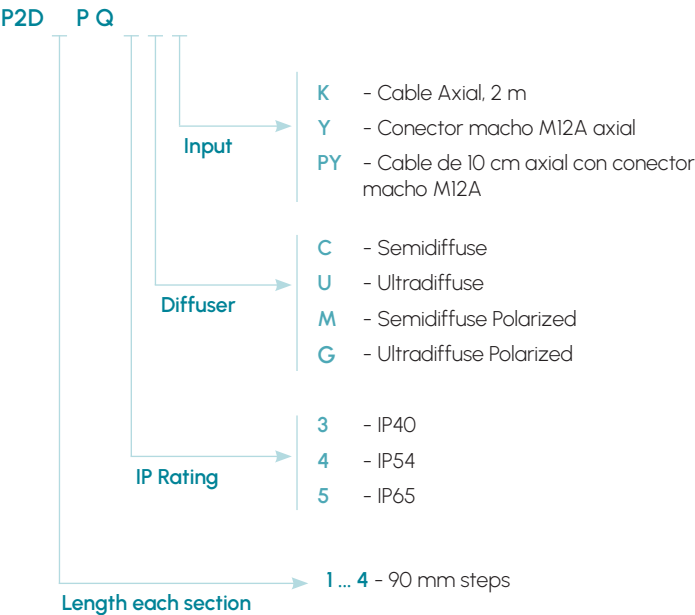 P2D P Q
K - Cable Axial, 2 m
Y - Conector macho M12A axial
Input
PY - Cable de 10 cm axial con conector
macho M12A
C - Semidiffuse
U - Ultradiffuse
Diffuser
M - Semidiffuse Polarized
G - Ultradiffuse Polarized
3 - IP40
4 - IP54
IP Rating
5 - IP65
1 ... 4 - 90 mm steps
Length each section